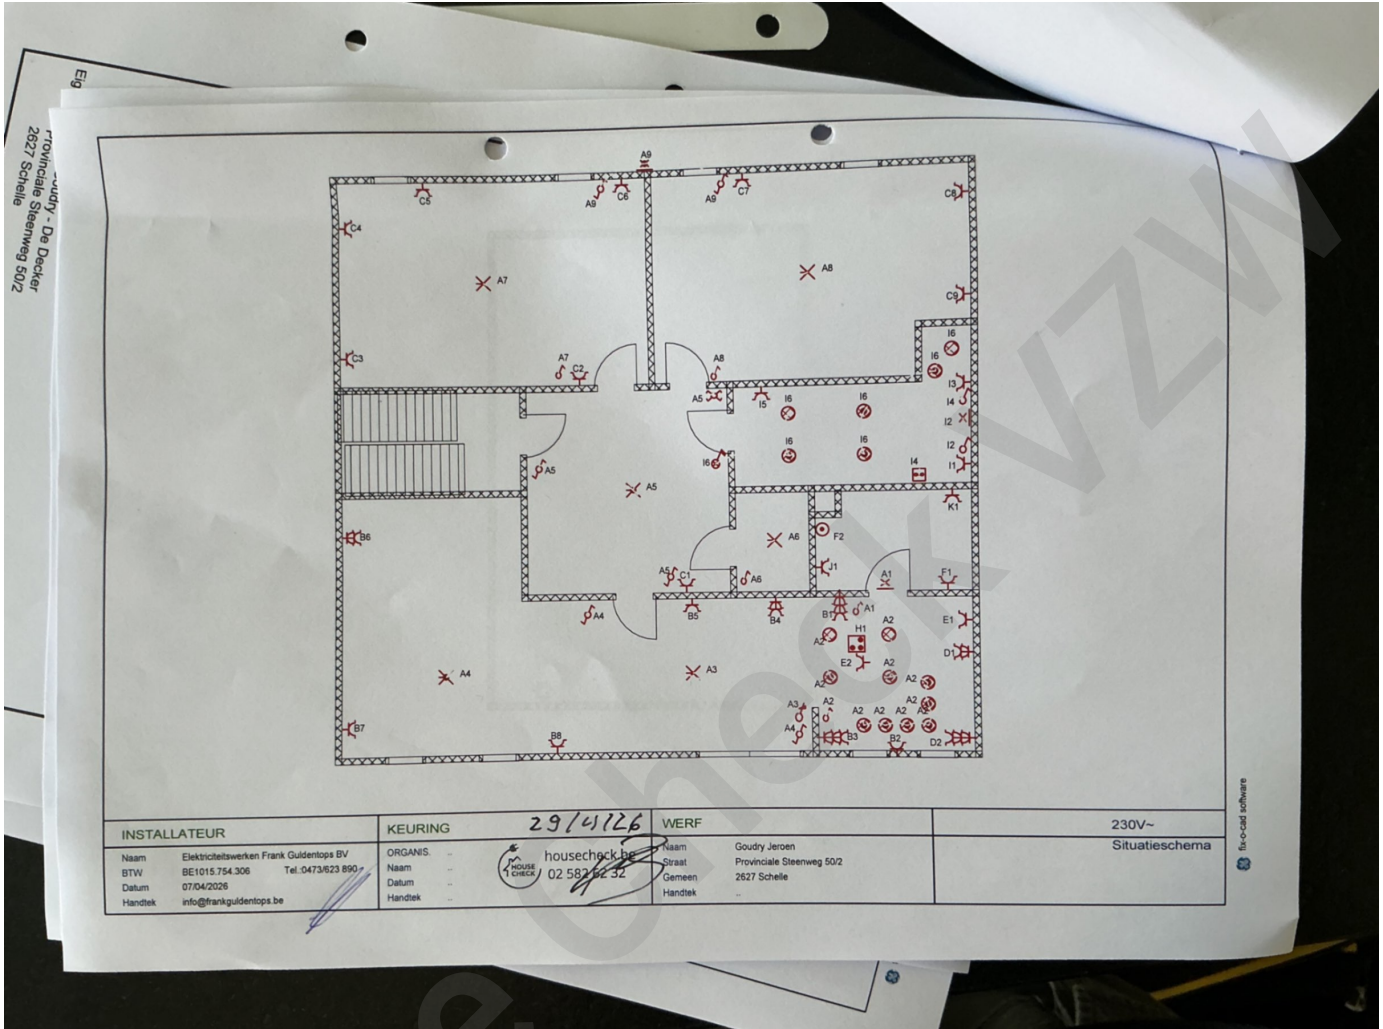 Eig
Goudry - De Decker
Provinciale Steenweg 50/2
2627 Schelle
A9
A9
C5
C6
A9
C7
C8
C4
A7
A8
C9
I6
I6
C3
A7
C2
A8
A5
I5
I6
I6
I3
I4
I2
I2
I1
A5
I6
I6
I6
I4
A5
K1
B6
A6
F2
J1
A5
C1
A6
A1
F1
A4
B5
B4
B1
A1
E1
H1
A2
A2
E2
D1
A4
A3
A2
A2
A2
A2
A3
A2
A2
A2
A2
A2
A4
B7
B8
B3
B2
D2
INSTALLATEUR
Naam Elektriciteitswerken Frank Guldentops BV
BTW BE1015.754.306 Tel.:0473/623 890
Datum 07/04/2026
Handtek info@frankguldentops.be
KEURING 29/4/26
ORGANIS. ..
Naam ..
Datum ..
Handtek ..
HOUSE CHECK
housecheck.be
02 582 62 32
WERF
Naam Goudry Jeroen
Straat Provinciale Steenweg 50/2
Gemeen 2627 Schelle
Handtek ..
230V~
Situatieschema
fix-o-cad software
e Check VZW